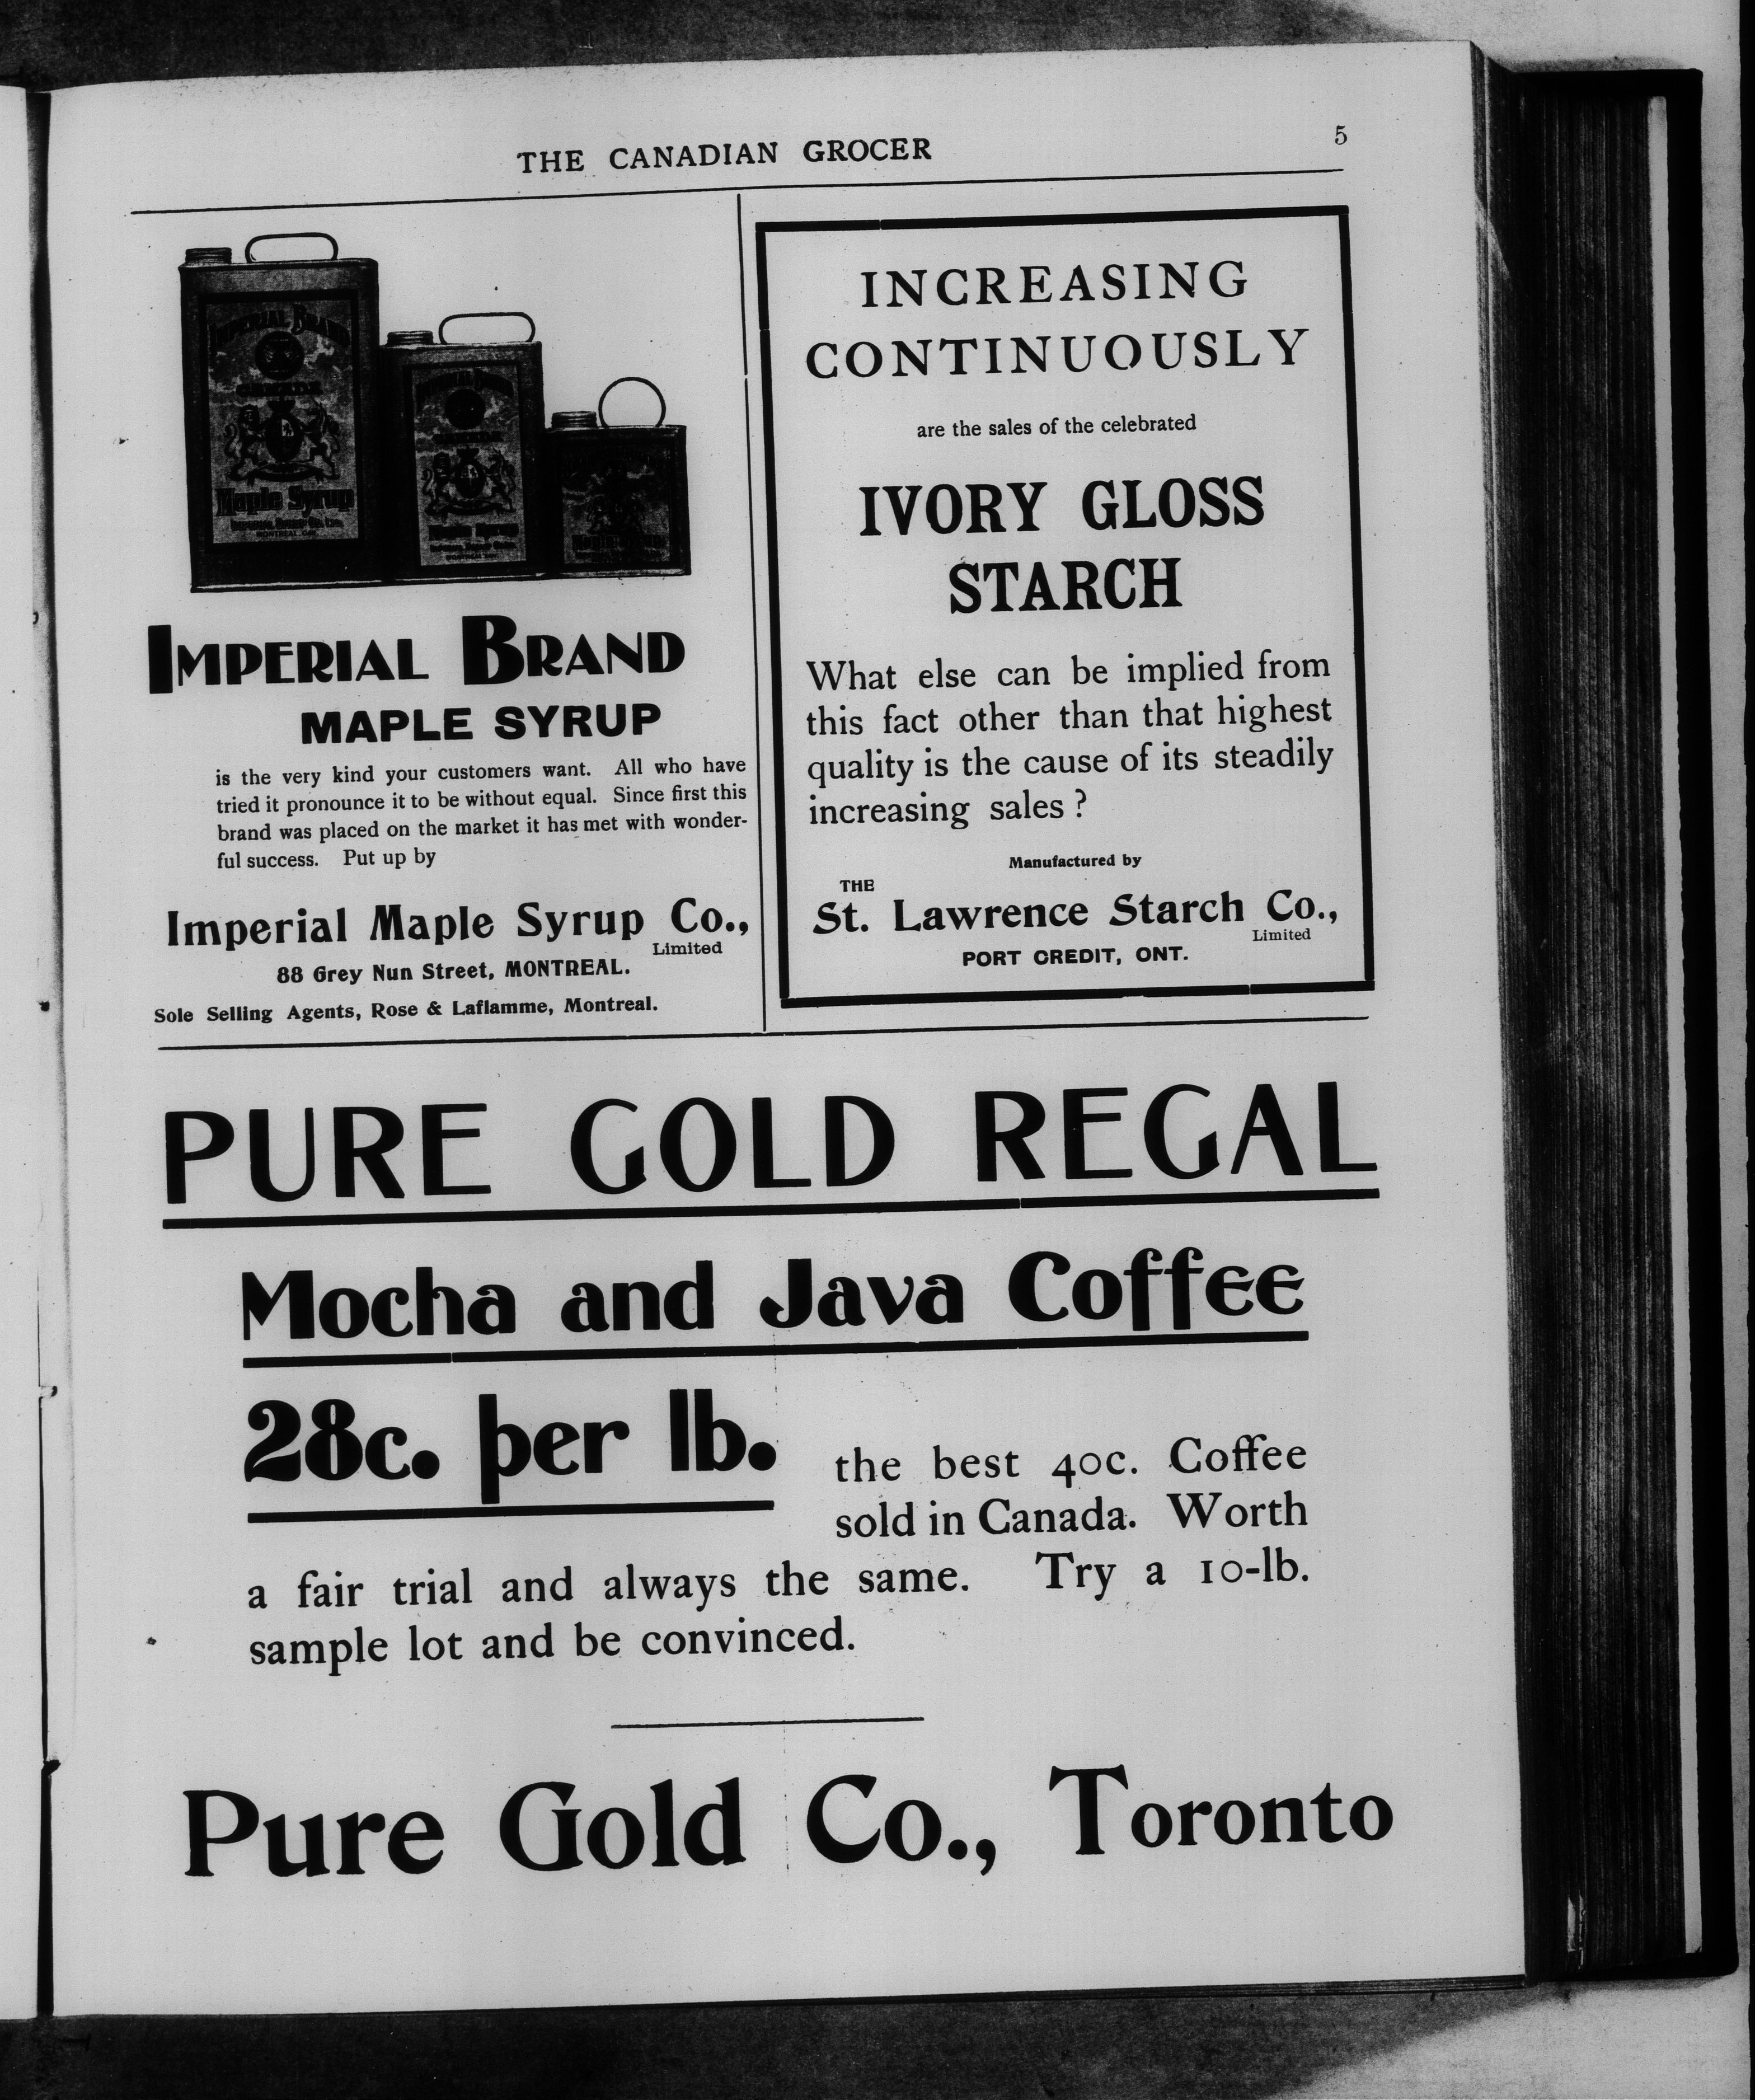 THE CANADIAN GROCER
5
IMPERIAL BRAND
Maple Syrup
IMPERIAL BRAND
MAPLE SYRUP
is the very kind your customers want. All who have
tried it pronounce it to be without equal. Since first this
brand was placed on the market it has met with wonder-
ful success. Put up by
Imperial Maple Syrup Co.,
Limited
88 Grey Nun Street, MONTREAL.
Sole Selling Agents, Rose & Laflamme, Montreal.
INCREASING
CONTINUOUSLY
are the sales of the celebrated
IVORY GLOSS
STARCH
What else can be implied from
this fact other than that highest
quality is the cause of its steadily
increasing sales ?
Manufactured by
THE
St. Lawrence Starch Co.,
Limited
PORT CREDIT, ONT.
PURE GOLD REGAL
Mocha and Java Coffee
28c. per lb.
the best 40c. Coffee
sold in Canada. Worth
a fair trial and always the same. Try a 10-lb.
sample lot and be convinced.
Pure Gold Co., Toronto